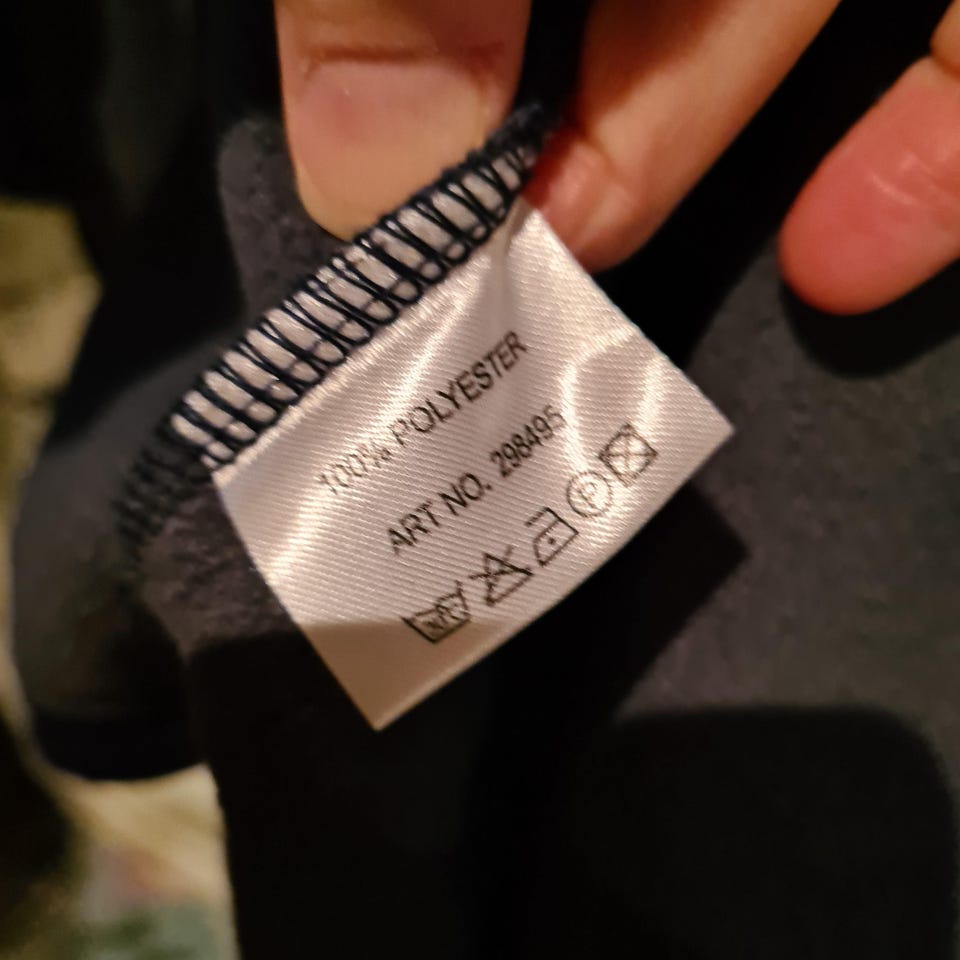 100% POLYESTER
ART NO. 298495
P